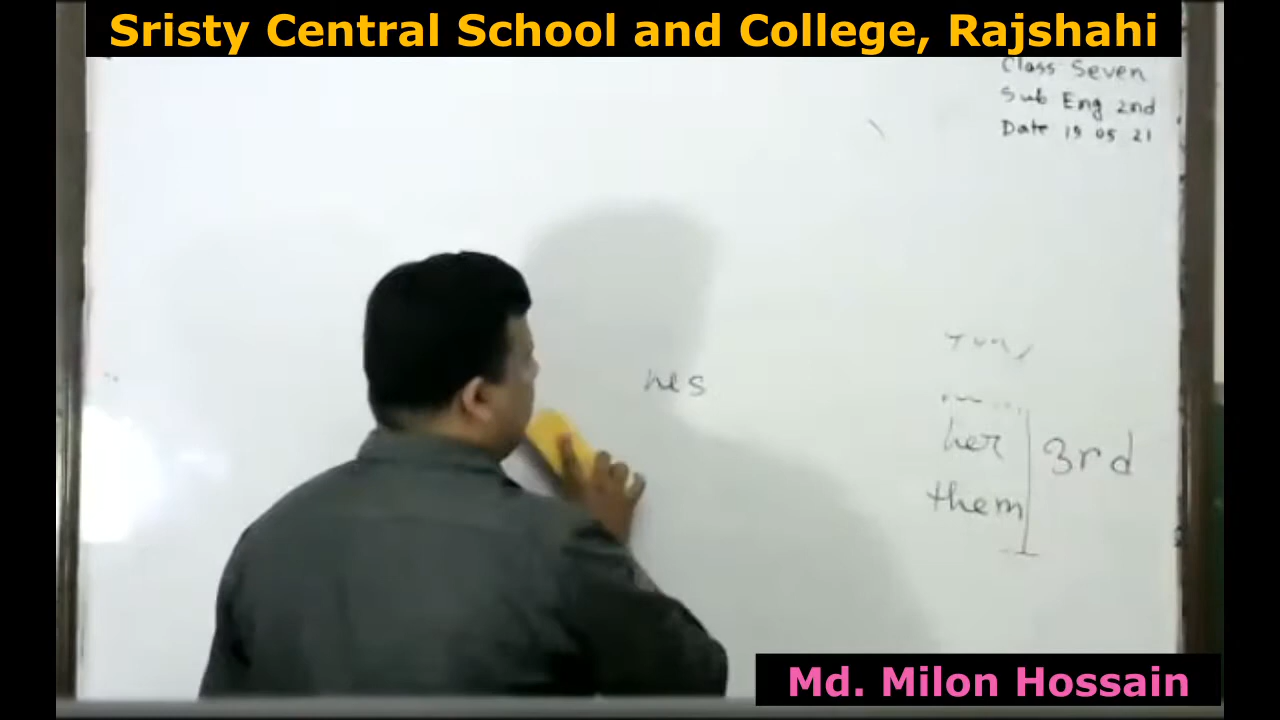 Sristy Central School and College, Rajshahi
Class Seven
Sub Eng 2nd
Date 19 05 21
her
3rd
them
Md. Milon Hossain